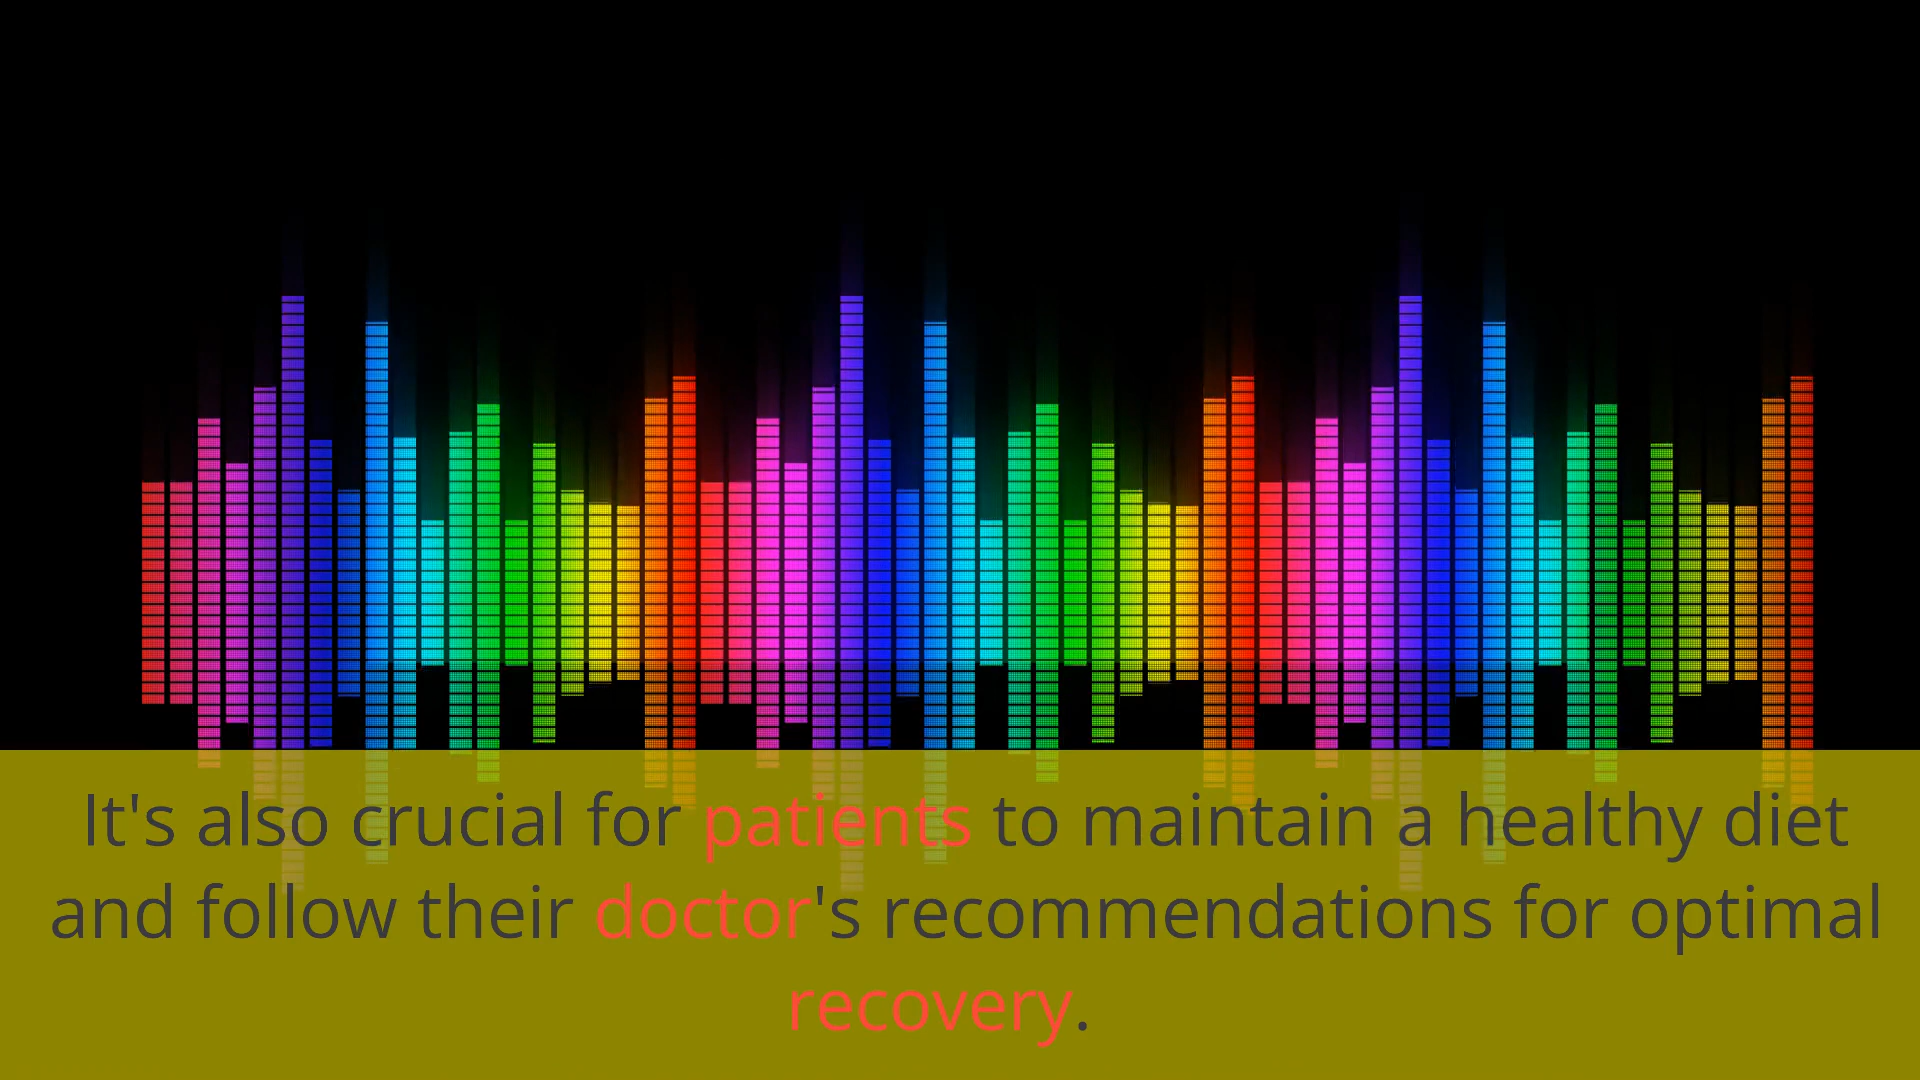 It's also crucial for patients to maintain a healthy diet
and follow their doctor's recommendations for optimal
recovery.